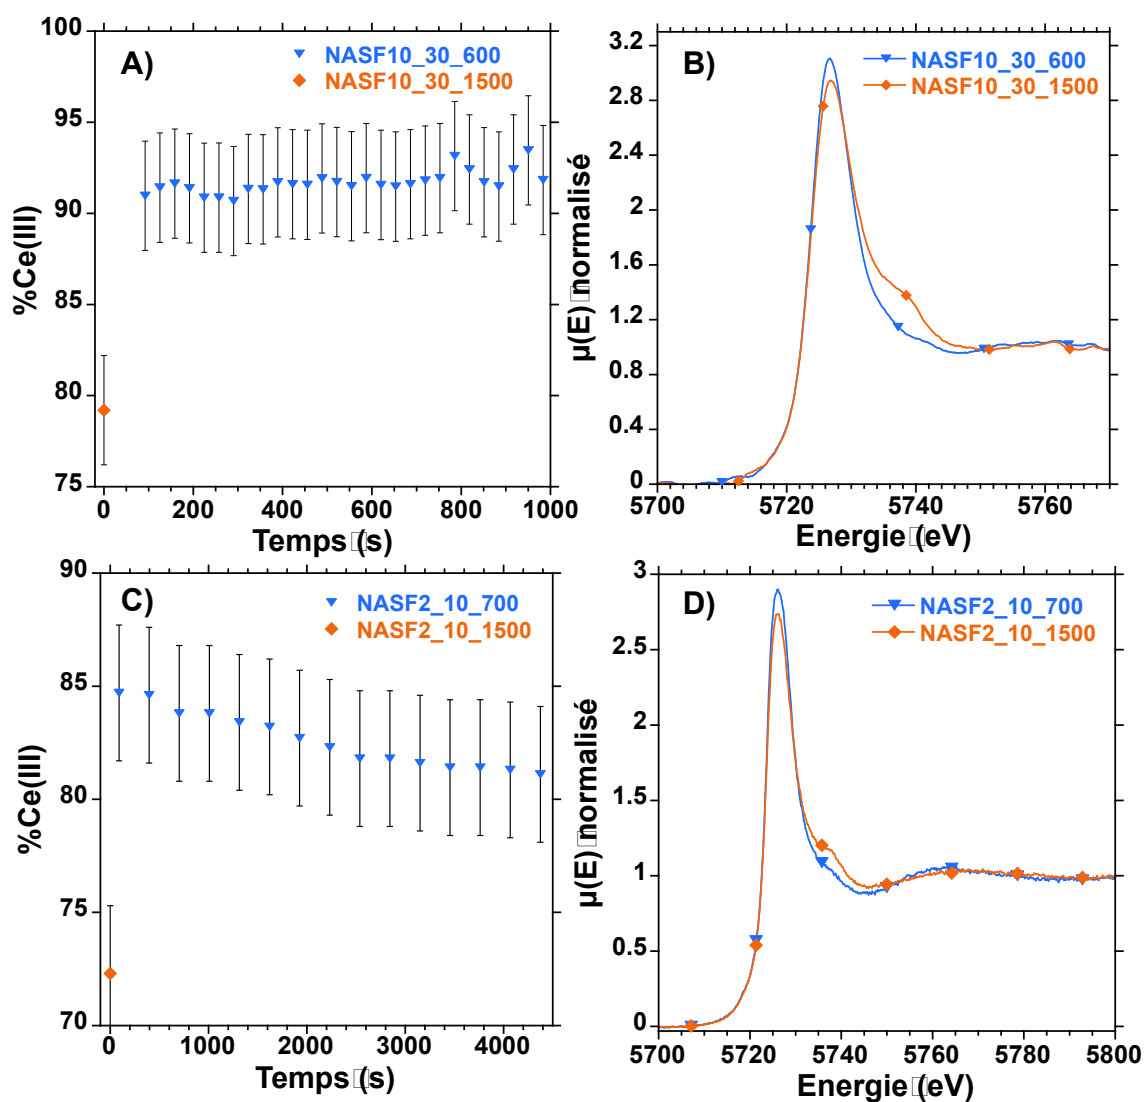 A)
NASF10_30_600
NASF10_30_1500
%Ce(III)
100
95
90
85
80
75
0
200
400
600
800
1000
Temps (s)
B)
NASF10_30_600
NASF10_30_1500
µ(E) normalisé
3.2
2.8
2.4
2
1.6
1.2
0.8
0.4
0
5700
5720
5740
5760
Energie (eV)
C)
NASF2_10_700
NASF2_10_1500
%Ce(III)
90
85
80
75
70
0
1000
2000
3000
4000
Temps (s)
D)
NASF2_10_700
NASF2_10_1500
µ(E) normalisé
3
2.5
2
1.5
1
0.5
0
5700
5720
5740
5760
5780
5800
Energie (eV)